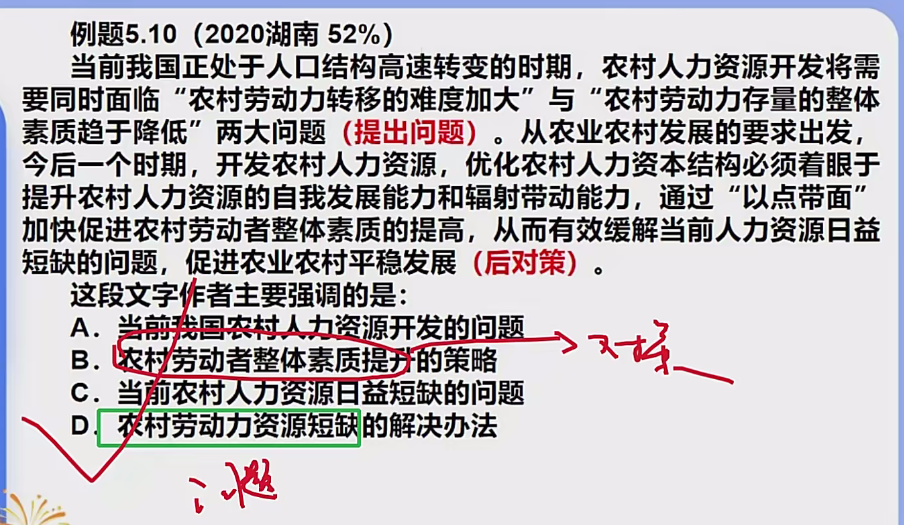 例题5.10（2020湖南 52%）
当前我国正处于人口结构高速转变的时期，农村人力资源开发将需
要同时面临“农村劳动力转移的难度加大”与“农村劳动力存量的整体
素质趋于降低”两大问题（提出问题）。从农业农村发展的要求出发，
今后一个时期，开发农村人力资源，优化农村人力资本结构必须着眼于
提升农村人力资源的自我发展能力和辐射带动能力，通过“以点带面”
加快促进农村劳动者整体素质的提高，从而有效缓解当前人力资源日益
短缺的问题，促进农业农村平稳发展（后对策）。
这段文字作者主要强调的是：
A．当前我国农村人力资源开发的问题
B．农村劳动者整体素质提升的策略
对策
C．当前农村人力资源日益短缺的问题
D．农村劳动力资源短缺的解决办法
问题